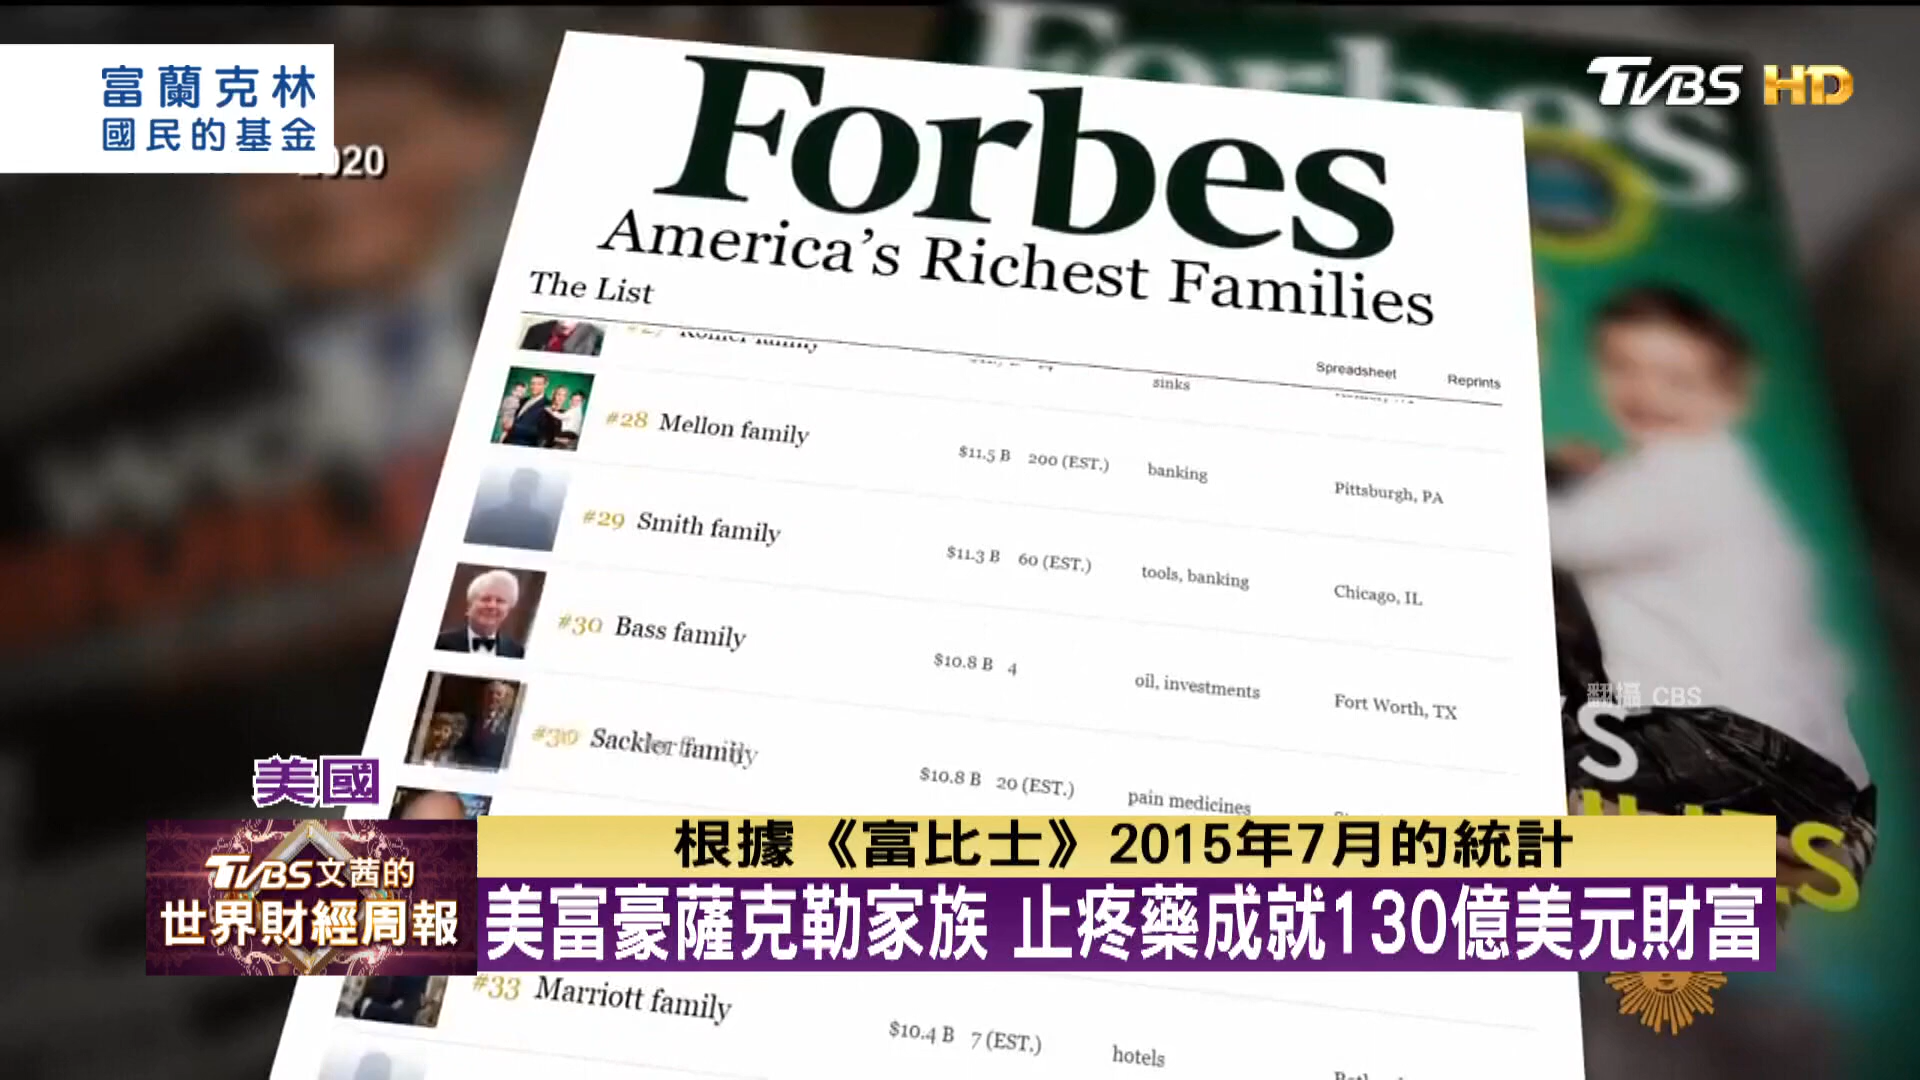 富蘭克林
國民的基金
2020
TVBS HD
Forbes
Forbes
America's Richest Families
The List
Spreadsheet Reprints
#27 Kohler family sinks
#28 Mellon family $11.5 B 200 (EST.) banking Pittsburgh, PA
#29 Smith family $11.3 B 60 (EST.) tools, banking Chicago, IL
#30 Bass family $10.8 B 4 oil, investments Fort Worth, TX
翻攝 CBS
#30 Sackler family $10.8 B 20 (EST.) pain medicines
美國
根據《富比士》2015年7月的統計
TVBS文茜的
世界財經周報
美富豪薩克勒家族 止疼藥成就130億美元財富
#33 Marriott family $10.4 B 7 (EST.) hotels